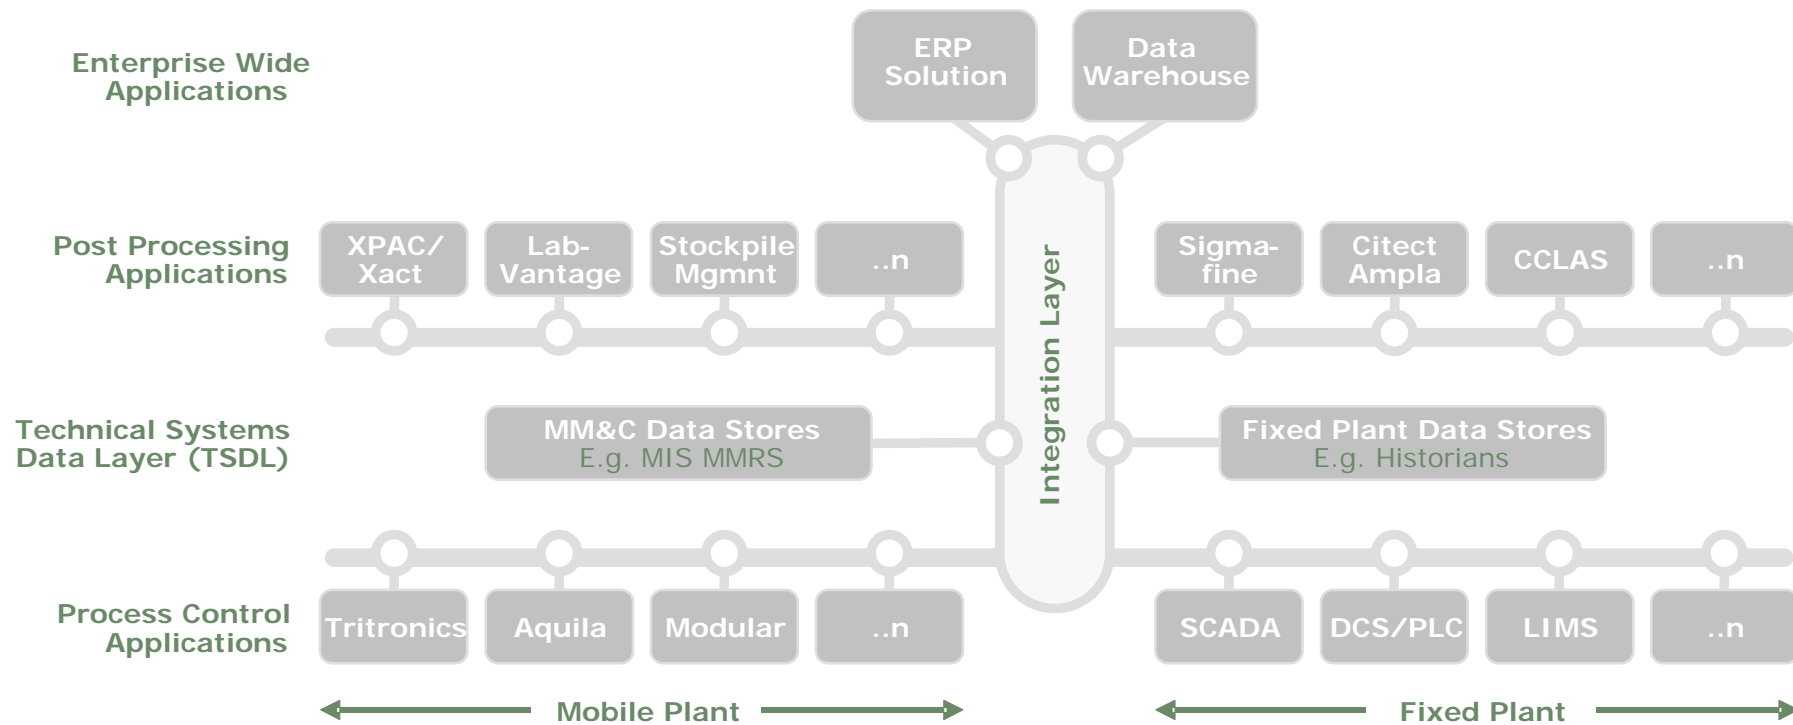 Enterprise Wide
Applications
ERP
Solution
Data
Warehouse
Post Processing
Applications
XPAC/
Xact
Lab-
Vantage
Stockpile
Mgmnt
..n
Sigma-
fine
Citect
Ampla
CCLAS
..n
Integration Layer
Technical Systems
Data Layer (TSDL)
MM&C Data Stores
E.g. MIS MMRS
Fixed Plant Data Stores
E.g. Historians
Process Control
Applications
Tritronics
Aquila
Modular
..n
SCADA
DCS/PLC
LIMS
..n
Mobile Plant
Fixed Plant